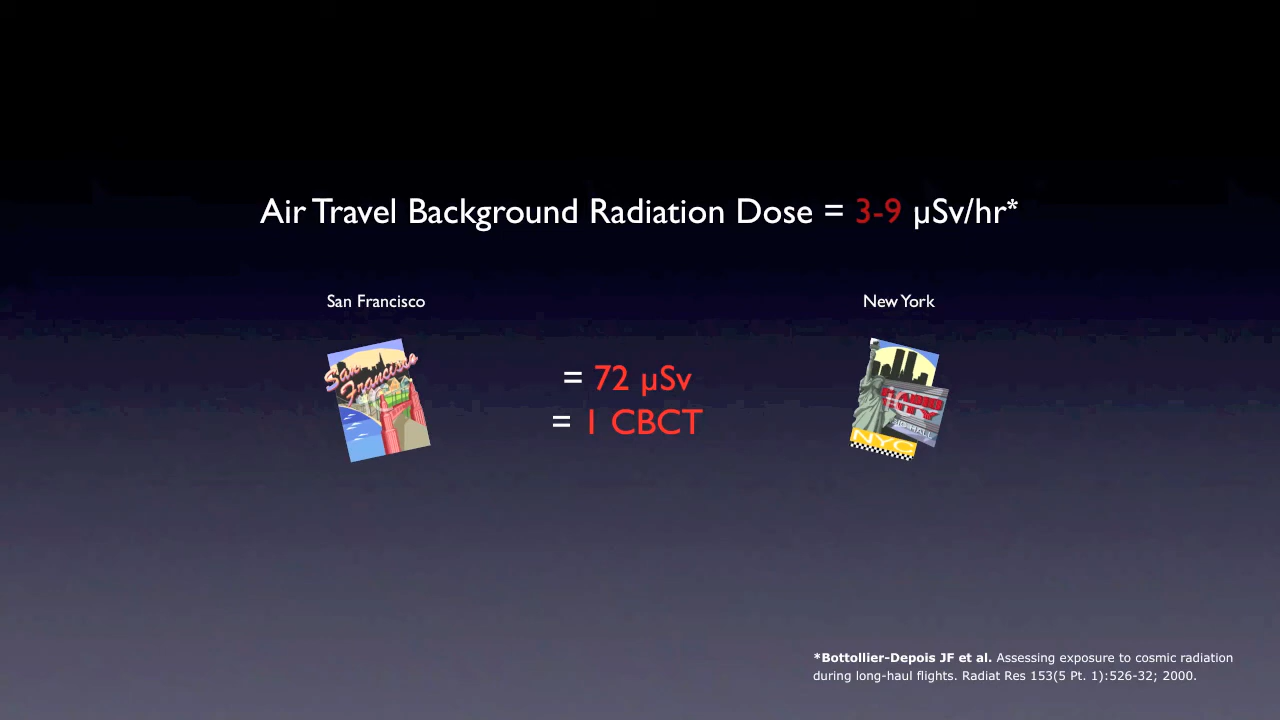 Air Travel Background Radiation Dose = 3-9 µSv/hr*
San Francisco
New York
San
Francisco
= 72 µSv
= 1 CBCT
RADIO
CITY
NYC
*Bottollier-Depois JF et al. Assessing exposure to cosmic radiation
during long-haul flights. Radiat Res 153(5 Pt. 1):526-32; 2000.